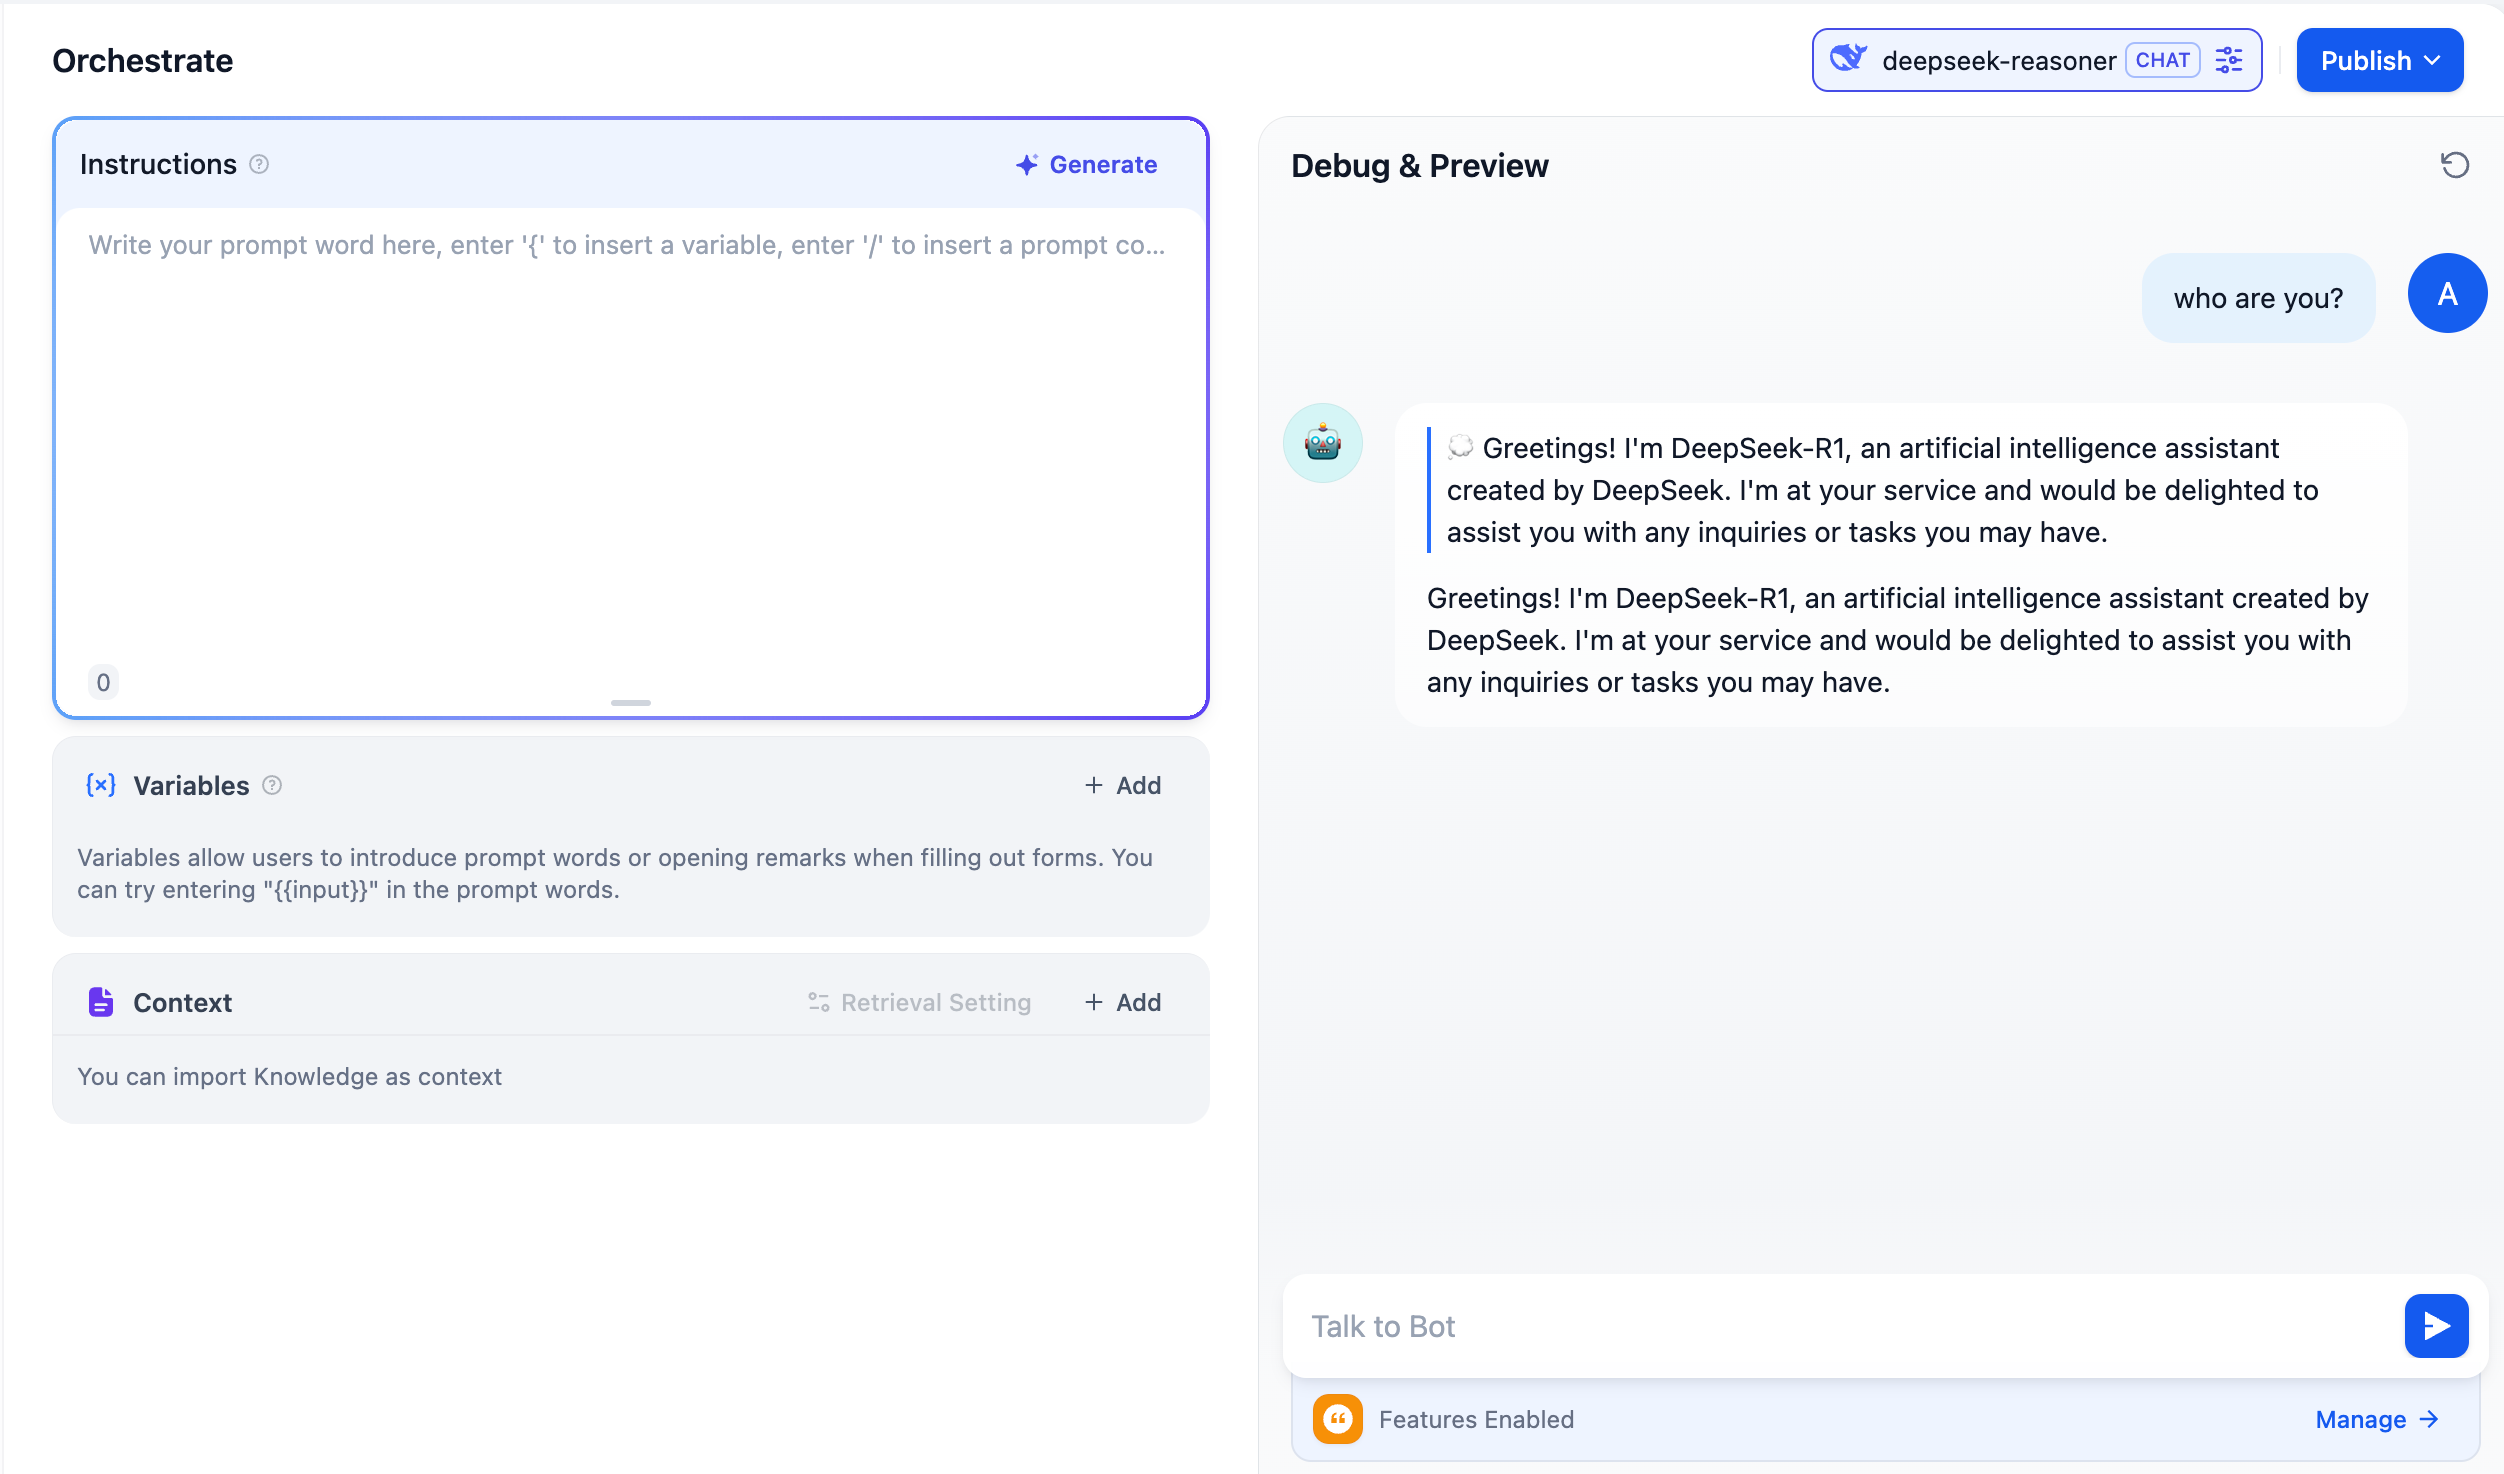 Orchestrate
deepseek-reasoner CHAT
Publish
Instructions
Generate
Write your prompt word here, enter '{' to insert a variable, enter '/' to insert a prompt co...
0
Variables
+ Add
Variables allow users to introduce prompt words or opening remarks when filling out forms. You
can try entering "{{input}}" in the prompt words.
Context
Retrieval Setting
+ Add
You can import Knowledge as context
Debug & Preview
who are you?
A
Greetings! I'm DeepSeek-R1, an artificial intelligence assistant
created by DeepSeek. I'm at your service and would be delighted to
assist you with any inquiries or tasks you may have.
Greetings! I'm DeepSeek-R1, an artificial intelligence assistant created by
DeepSeek. I'm at your service and would be delighted to assist you with
any inquiries or tasks you may have.
Talk to Bot
Features Enabled
Manage →